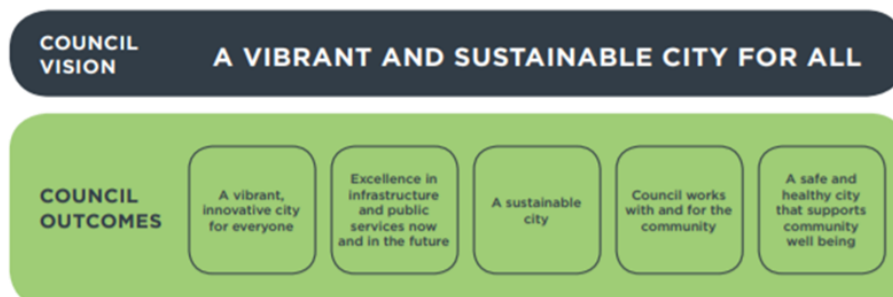 COUNCIL
VISION
A VIBRANT AND SUSTAINABLE CITY FOR ALL
COUNCIL
OUTCOMES
A vibrant,
innovative city
for everyone
Excellence in
infrastructure
and public
services now
and in the future
A sustainable
city
Council works
with and for the
community
A safe and
healthy city
that supports
community
well being